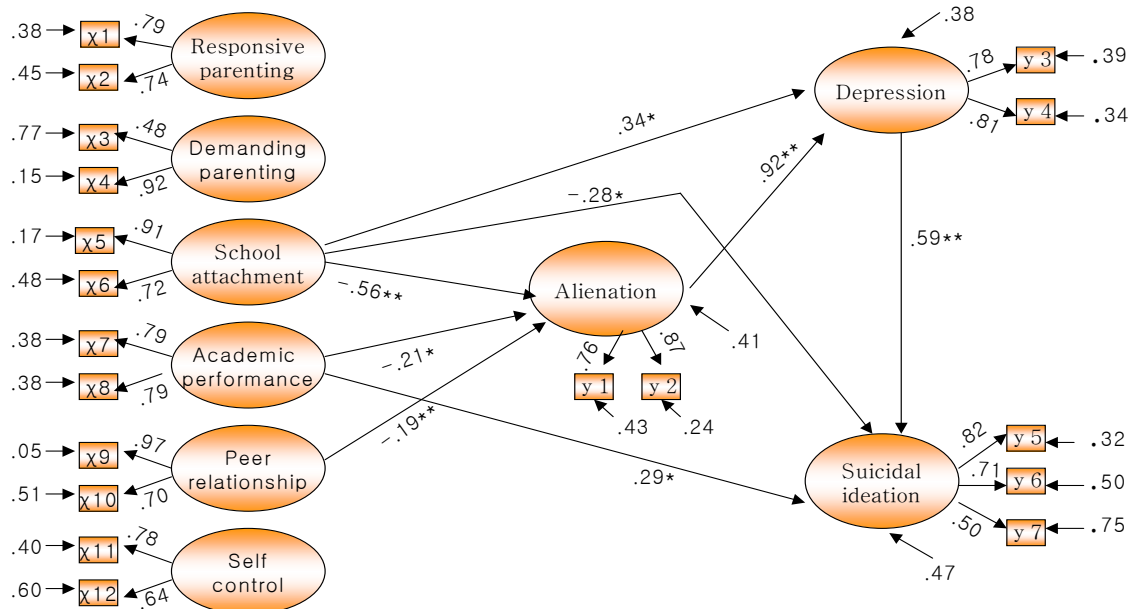 .38
χ1
.79
Responsive
parenting
.45
χ2
.74
.77
χ3
.48
Demanding
parenting
.15
χ4
.92
.17
χ5
.91
School
attachment
.48
χ6
.72
.38
χ7
.79
Academic
performance
.38
χ8
.79
.05
χ9
.97
Peer
relationship
.51
χ10
.70
.40
χ11
.78
Self
control
.60
χ12
.64
.34*
-.28*
-.56**
-.21*
-.19**
.29*
Alienation
.41
.76
.87
y 1
y 2
.43
.24
.92**
.38
Depression
.78
y 3
.39
.81
y 4
.34
.59**
Suicidal
ideation
.82
y 5
.32
.71
y 6
.50
.50
y 7
.75
.47